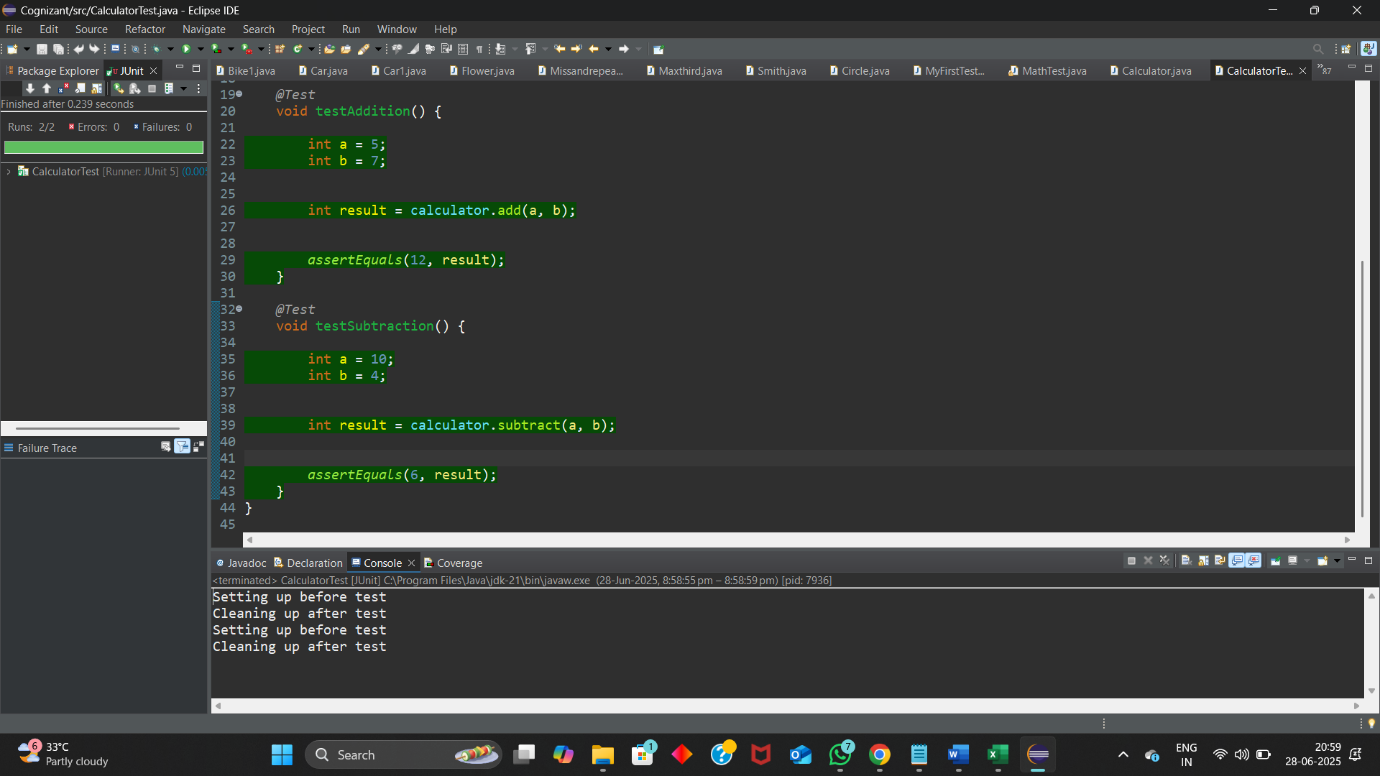 Cognizant/src/CalculatorTest.java - Eclipse IDE
File Edit Source Refactor Navigate Search Project Run Window Help
Package Explorer JUnit
Bike1.java Car.java Car1.java Flower.java Missandrepea... Maxthird.java Smith.java Circle.java MyFirstTest... MathTest.java Calculator.java CalculatorTe... »87
Finished after 0.239 seconds
Runs: 2/2 Errors: 0 Failures: 0
CalculatorTest [Runner: JUnit 5]
Failure Trace
19 @Test
20 void testAddition() {
21
22 int a = 5;
23 int b = 7;
24
25
26 int result = calculator.add(a, b);
27
28
29 assertEquals(12, result);
30 }
31
32 @Test
33 void testSubtraction() {
34
35 int a = 10;
36 int b = 4;
37
38
39 int result = calculator.subtract(a, b);
40
41
42 assertEquals(6, result);
43 }
44 }
45
Javadoc Declaration Console Coverage
<terminated> CalculatorTest [JUnit] C:\Program Files\Java\jdk-21\bin\javaw.exe (28-Jun-2025, 8:58:55 pm – 8:58:59 pm) [pid: 7936]
Setting up before test
Cleaning up after test
Setting up before test
Cleaning up after test
6
33°C
Partly cloudy
Search
1
7
ENG
IN
20:59
28-06-2025